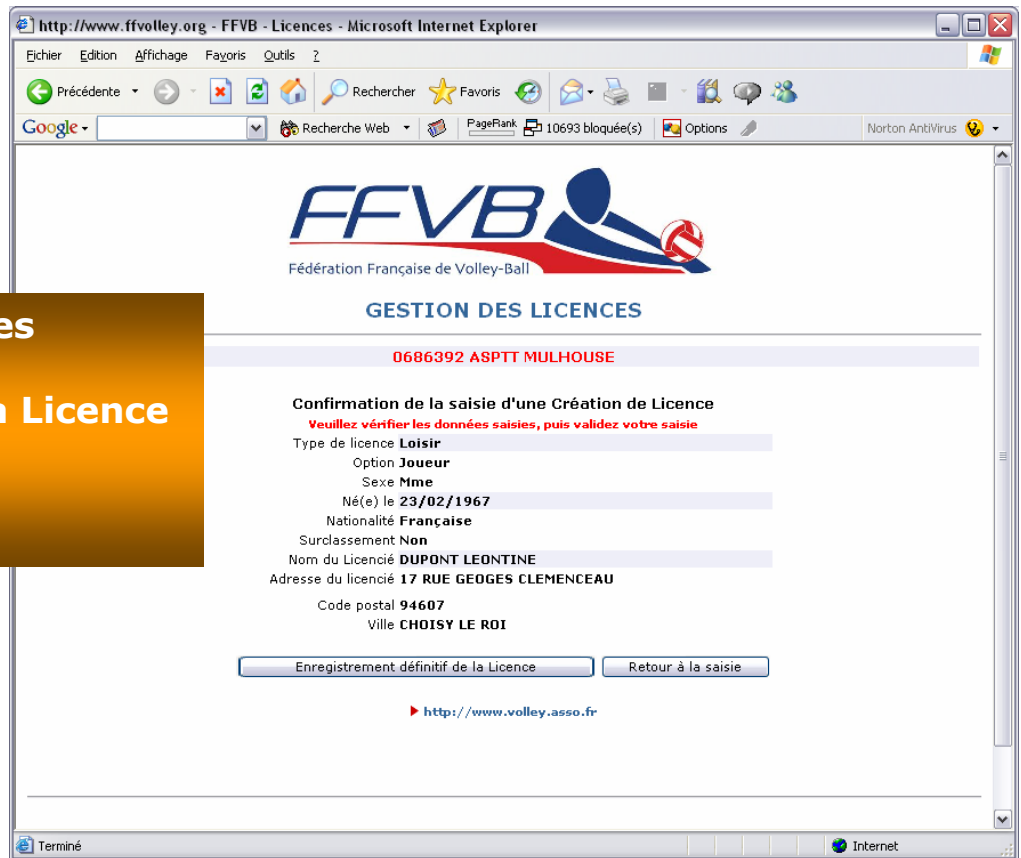 http://www.ffvolley.org - FFVB - Licences - Microsoft Internet Explorer
Eichier Edition Affichage Favoris Outils ?
Précédente Rechercher Favoris
Google Recherche Web PageRank 10693 bloquée(s) Options Norton AntiVirus
FFVB
Fédération Française de Volley-Ball
GESTION DES LICENCES
0686392 ASPTT MULHOUSE
es
Licence
Confirmation de la saisie d'une Création de Licence
Veuillez vérifier les données saisies, puis validez votre saisie
Type de licence Loisir
Option Joueur
Sexe Mme
Né(e) le 23/02/1967
Nationalité Française
Surclassement Non
Nom du Licencié DUPONT LEONTINE
Adresse du licencié 17 RUE GEOGES CLEMENCEAU
Code postal 94607
Ville CHOISY LE ROI
Enregistrement définitif de la Licence Retour à la saisie
http://www.volley.asso.fr
Terminé Internet